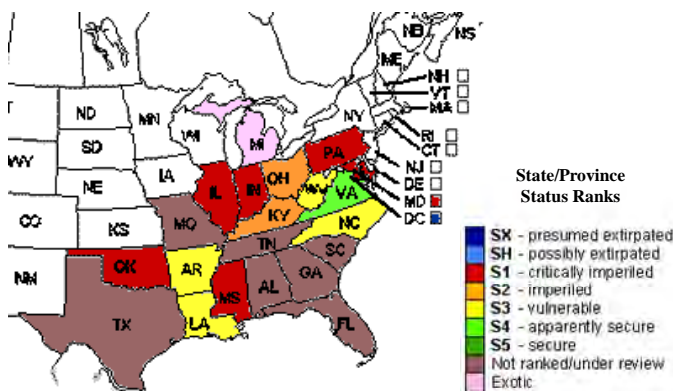 NB
NS
ME
NH
VT
MA
ND
MN
WI
NY
RI
CT
SD
MI
PA
NJ
WY
IA
DE
NE
IL
IN
OH
WV
MD
DC
CO
KS
MO
KY
VA
NC
TN
NM
OK
AR
SC
MS
AL
GA
TX
LA
FL
State/Province
Status Ranks
SX - presumed extirpated
SH - possibly extirpated
S1 - critically imperiled
S2 - imperiled
S3 - vulnerable
S4 - apparently secure
S5 - secure
Not ranked/under review
Exotic